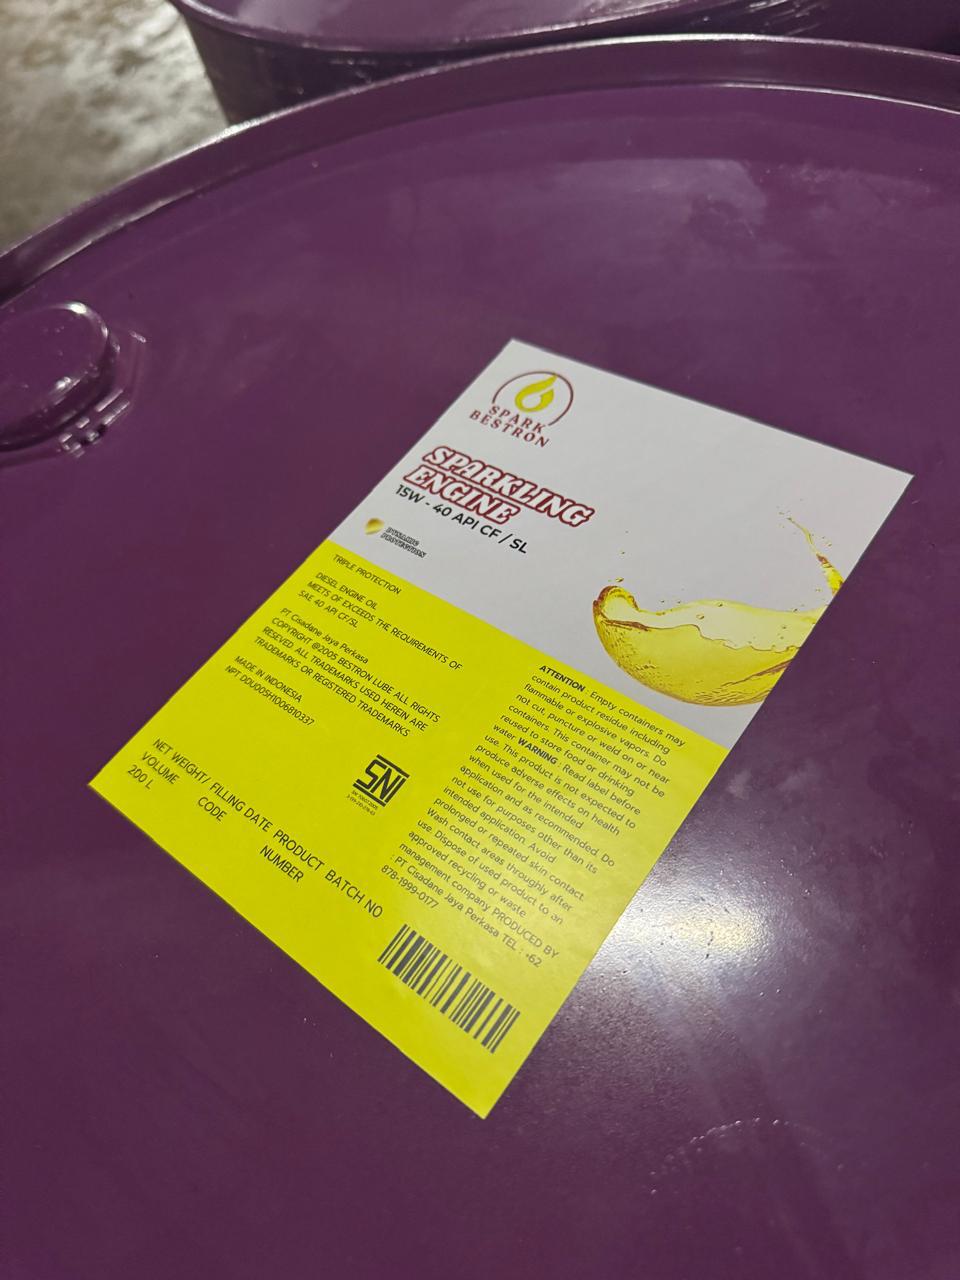 SPARK
BESTRON
SPARKLING
ENGINE
15W - 40 API CF / SL
DYNAMIC
PROTECTION
TRIPLE PROTECTION
DIESEL ENGINE OIL
MEETS OF EXCEEDS THE REQUIREMENTS OF
SAE 40 API CF/SL
PT Cisadane Jaya Perkasa
COPYRIGHT @2005 BESTRON LUBE ALL RIGHTS
RESEVED ALL TRADEMARKS USED HEREIN ARE
TRADEMARKS OR REGISTERED TRADEMARKS
MADE IN INDONESIA
NPT
SNI
NET WEIGHT/
VOLUME
200 L
FILLING DATE
CODE
PRODUCT
NUMBER
BATCH NO
ATTENTION : Empty containers may
contain product residue including
flammable or explosive vapors. Do
not cut, puncture or weld on or near
containers. This container may not be
reused to store food or drinking
water WARNING : Read label before
use. This product is not expected to
produce adverse effects on health
when used for the intended
application and as recommended. Do
not use for purposes other than its
intended application. Avoid
prolonged or repeated skin contact.
Wash contact areas throughly after
use. Dispose of used product to an
approved recycling or waste
management company PRODUCED BY
: PT Cisadane Jaya Perkasa TEL : +62
878-1999-0177